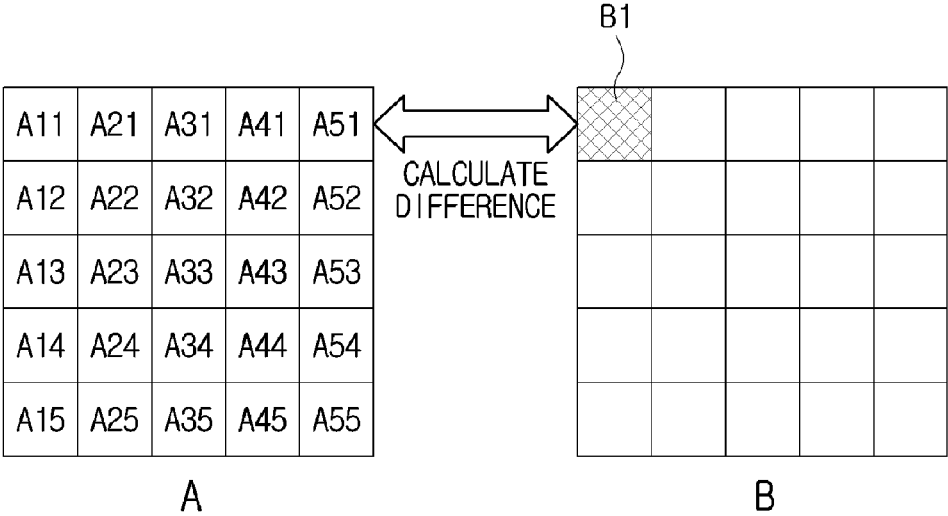 B1
A11 A21 A31 A41 A51
CALCULATE
DIFFERENCE
A12 A22 A32 A42 A52
A13 A23 A33 A43 A53
A14 A24 A34 A44 A54
A15 A25 A35 A45 A55
A
B